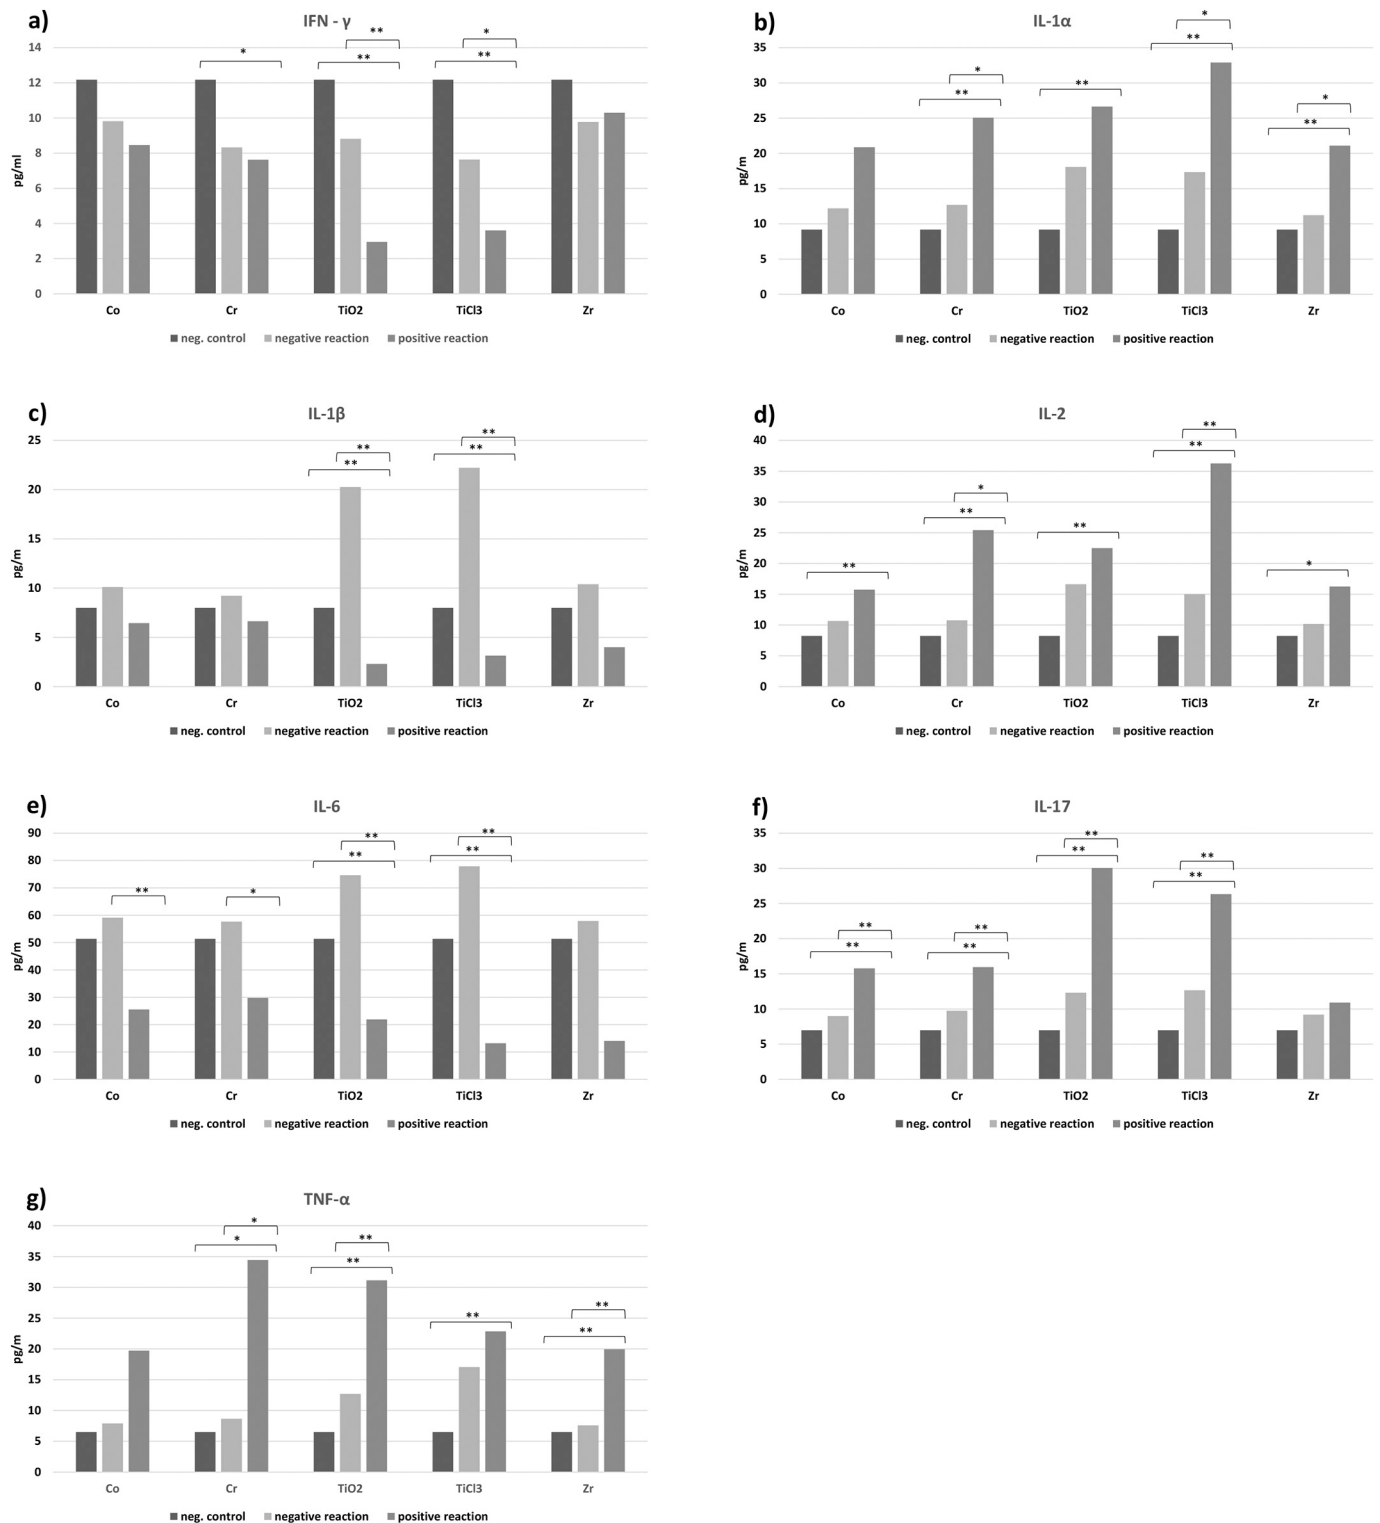 a)
IFN - γ
**
*
*
**
**
14
12
10
8
6
4
2
0
pg/ml
Co
Cr
TiO2
TiCl3
Zr
neg. control
negative reaction
positive reaction
b)
IL-1α
*
**
*
**
**
*
**
35
30
25
20
15
10
5
0
pg/m
Co
Cr
TiO2
TiCl3
Zr
neg. control
negative reaction
positive reaction
c)
IL-1β
**
**
**
**
25
20
15
10
5
0
pg/m
Co
Cr
TiO2
TiCl3
Zr
neg. control
negative reaction
positive reaction
d)
IL-2
**
**
*
**
**
**
*
40
35
30
25
20
15
10
5
0
pg/m
Co
Cr
TiO2
TiCl3
Zr
neg. control
negative reaction
positive reaction
e)
IL-6
**
**
**
**
**
*
90
80
70
60
50
40
30
20
10
0
pg/m
Co
Cr
TiO2
TiCl3
Zr
neg. control
negative reaction
positive reaction
f)
IL-17
**
**
**
**
**
**
**
**
35
30
25
20
15
10
5
0
pg/m
Co
Cr
TiO2
TiCl3
Zr
neg. control
negative reaction
positive reaction
g)
TNF-α
*
*
**
**
**
**
**
40
35
30
25
20
15
10
5
0
pg/m
Co
Cr
TiO2
TiCl3
Zr
neg. control
negative reaction
positive reaction